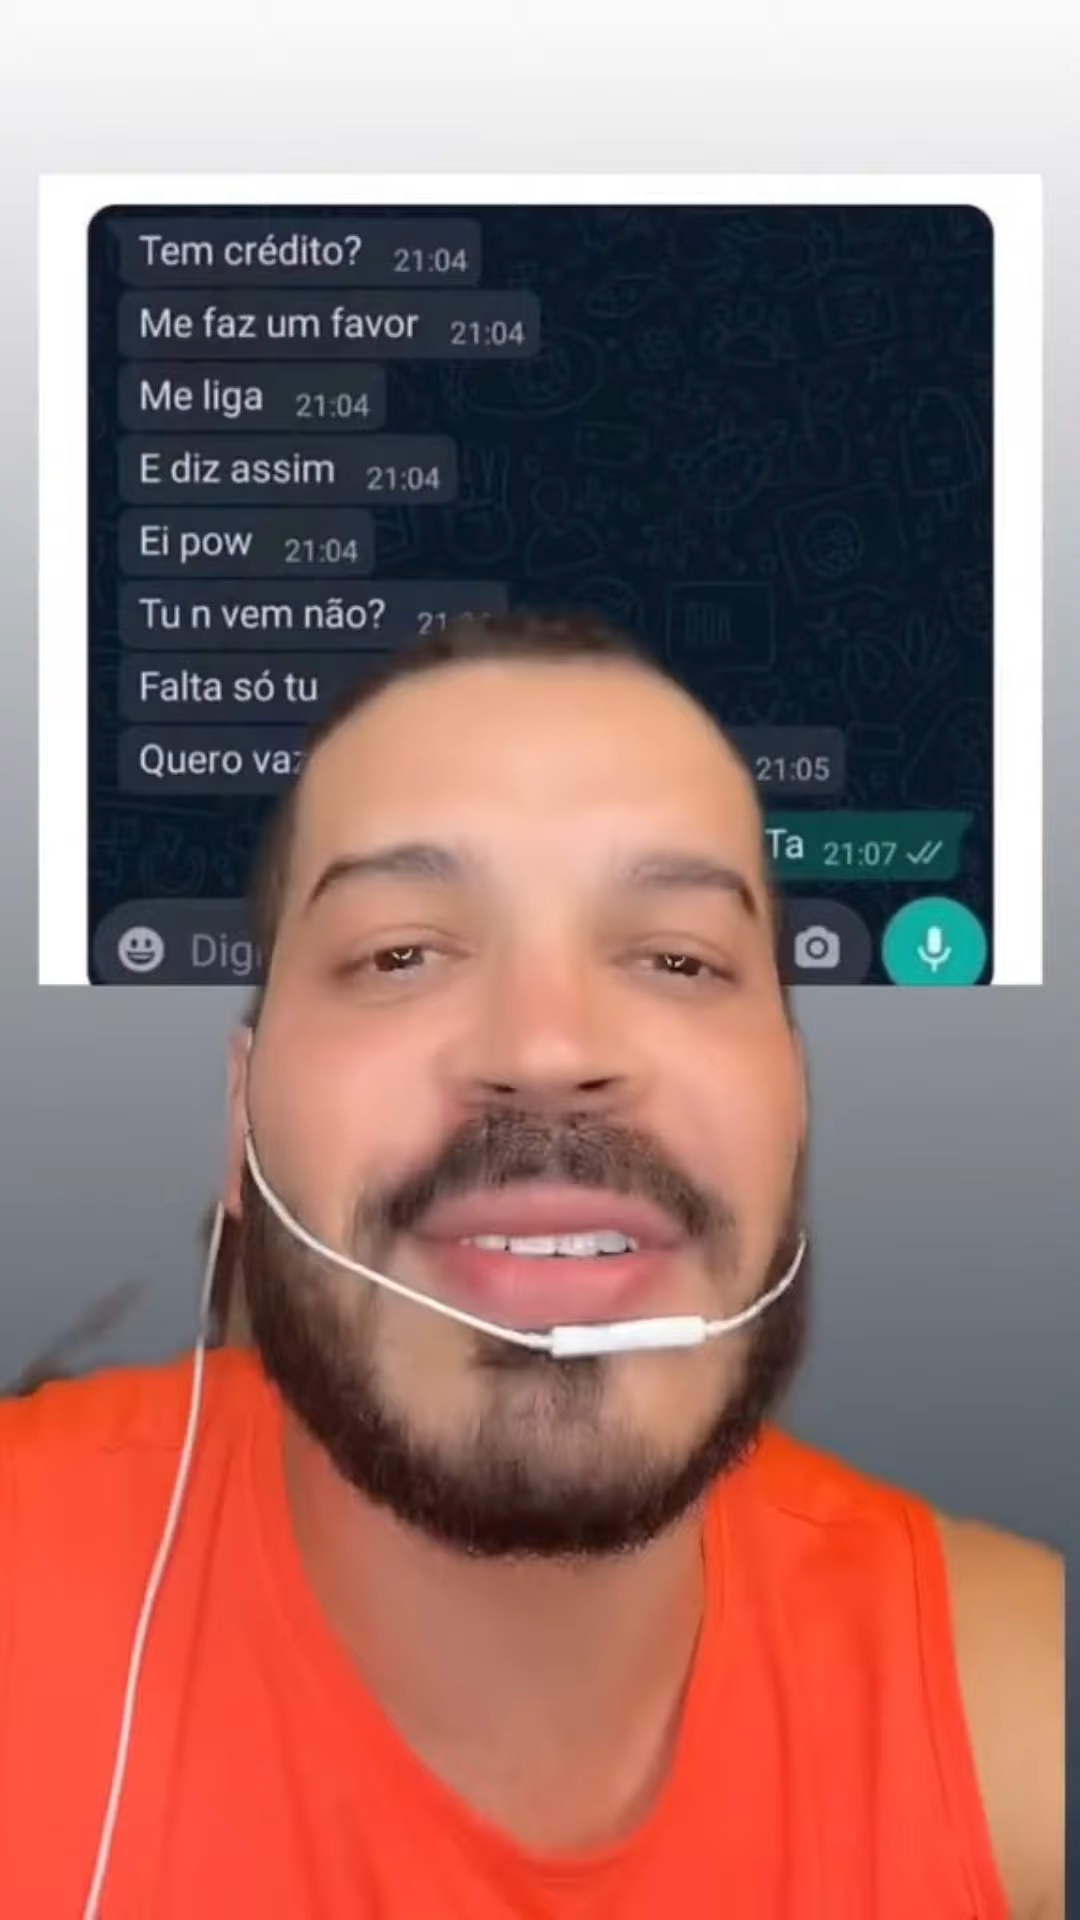 Tem crédito? 21:04
Me faz um favor 21:04
Me liga 21:04
E diz assim 21:04
Ei pow 21:04
Tu n vem não?
Falta só tu
Quero
21:05
Ta 21:07